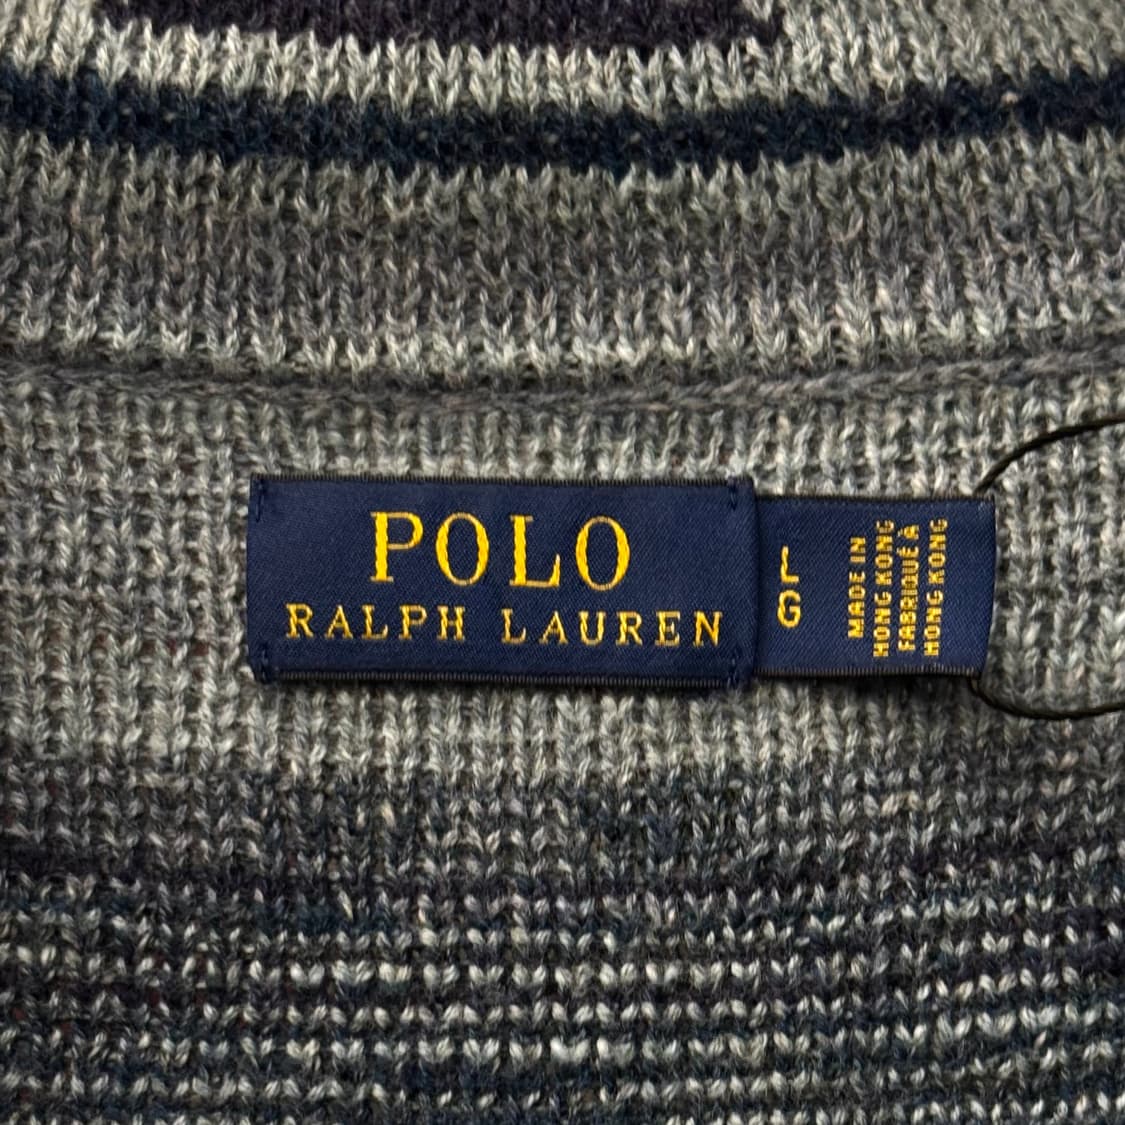 POLO
RALPH LAUREN
L
G
MADE IN
HONG KONG
FABRIQUÉ À
HONG KONG